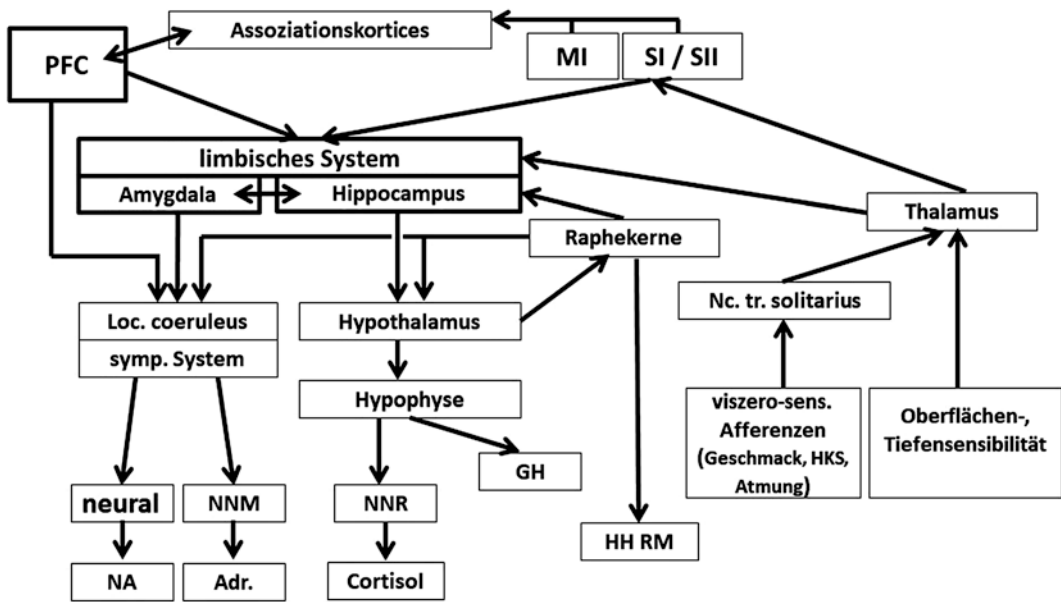 Assoziationskortices
PFC
MI
SI / SII
limbisches System
Amygdala
Hippocampus
Thalamus
Raphekerne
Nc. tr. solitarius
Loc. coeruleus
symp. System
Hypothalamus
Hypophyse
viszero-sens.
Afferenzen
(Geschmack, HKS,
Atmung)
Oberflächen-,
Tiefensensibilität
GH
neural
NNM
NNR
HH RM
NA
Adr.
Cortisol